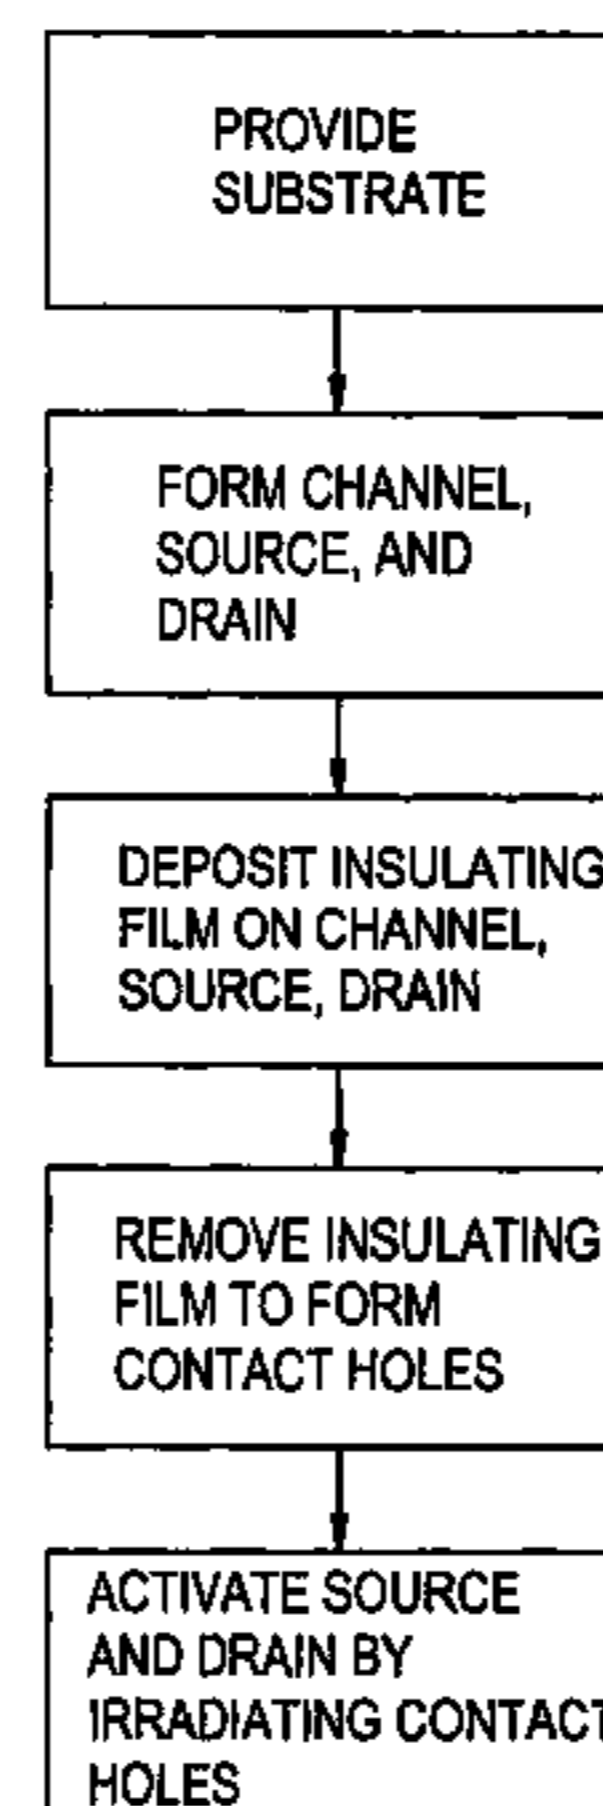 PROVIDE
SUBSTRATE
FORM CHANNEL,
SOURCE, AND
DRAIN
DEPOSIT INSULATING
FILM ON CHANNEL,
SOURCE, DRAIN
REMOVE INSULATING
FILM TO FORM
CONTACT HOLES
ACTIVATE SOURCE
AND DRAIN BY
IRRADIATING CONTACT
HOLES